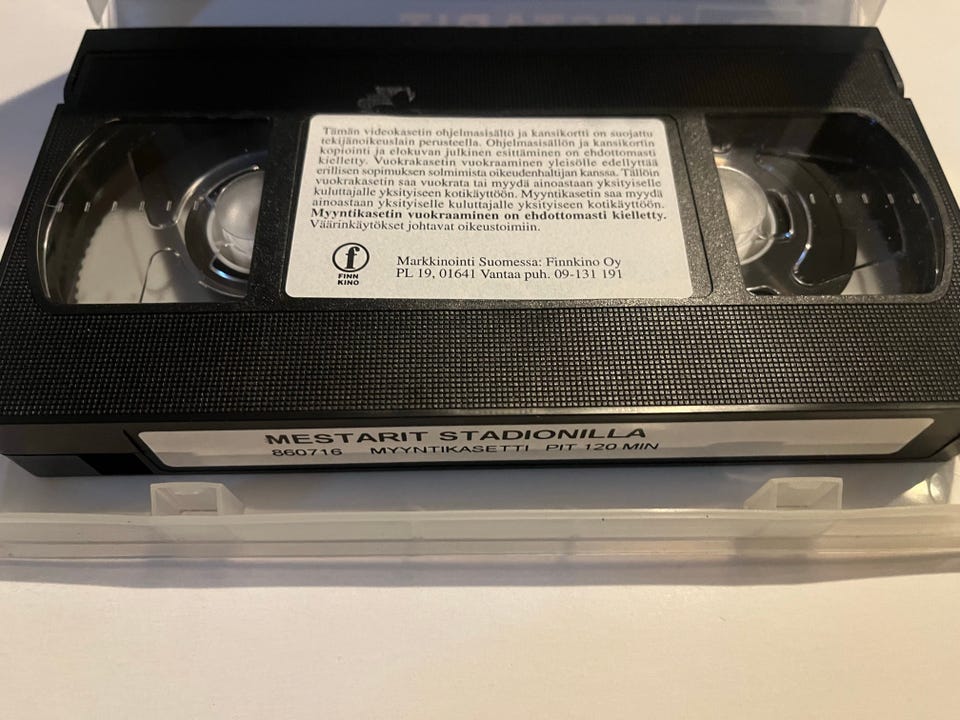 MESTARIT
Tämän videokasetin ohjelmasisältö ja kansikortti on suojattu
tekijänoikeuslain perusteella. Ohjelmasisällön ja kansikortin
kopiointi ja elokuvan julkinen esittäminen on ehdottomasti
kielletty. Vuokrakasetin vuokraaminen yleisölle edellyttää
erillisen sopimuksen solmimista oikeudenhaltijan kanssa. Tällöin
vuokrakasetin saa vuokrata tai myydä ainoastaan yksityiselle
kuluttajalle yksityiseen kotikäyttöön. Myyntikasetin saa myydä
ainoastaan yksityiselle kuluttajalle yksityiseen kotikäyttöön.
Myyntikasetin vuokraaminen on ehdottomasti kielletty.
Väärinkäytökset johtavat oikeustoimiin.
f
FINN
KINO
Markkinointi Suomessa: Finnkino Oy
PL 19, 01641 Vantaa puh. 09-131 191
MESTARIT STADIONILLA
860716 MYYNTIKASETTI PIT 120 MIN